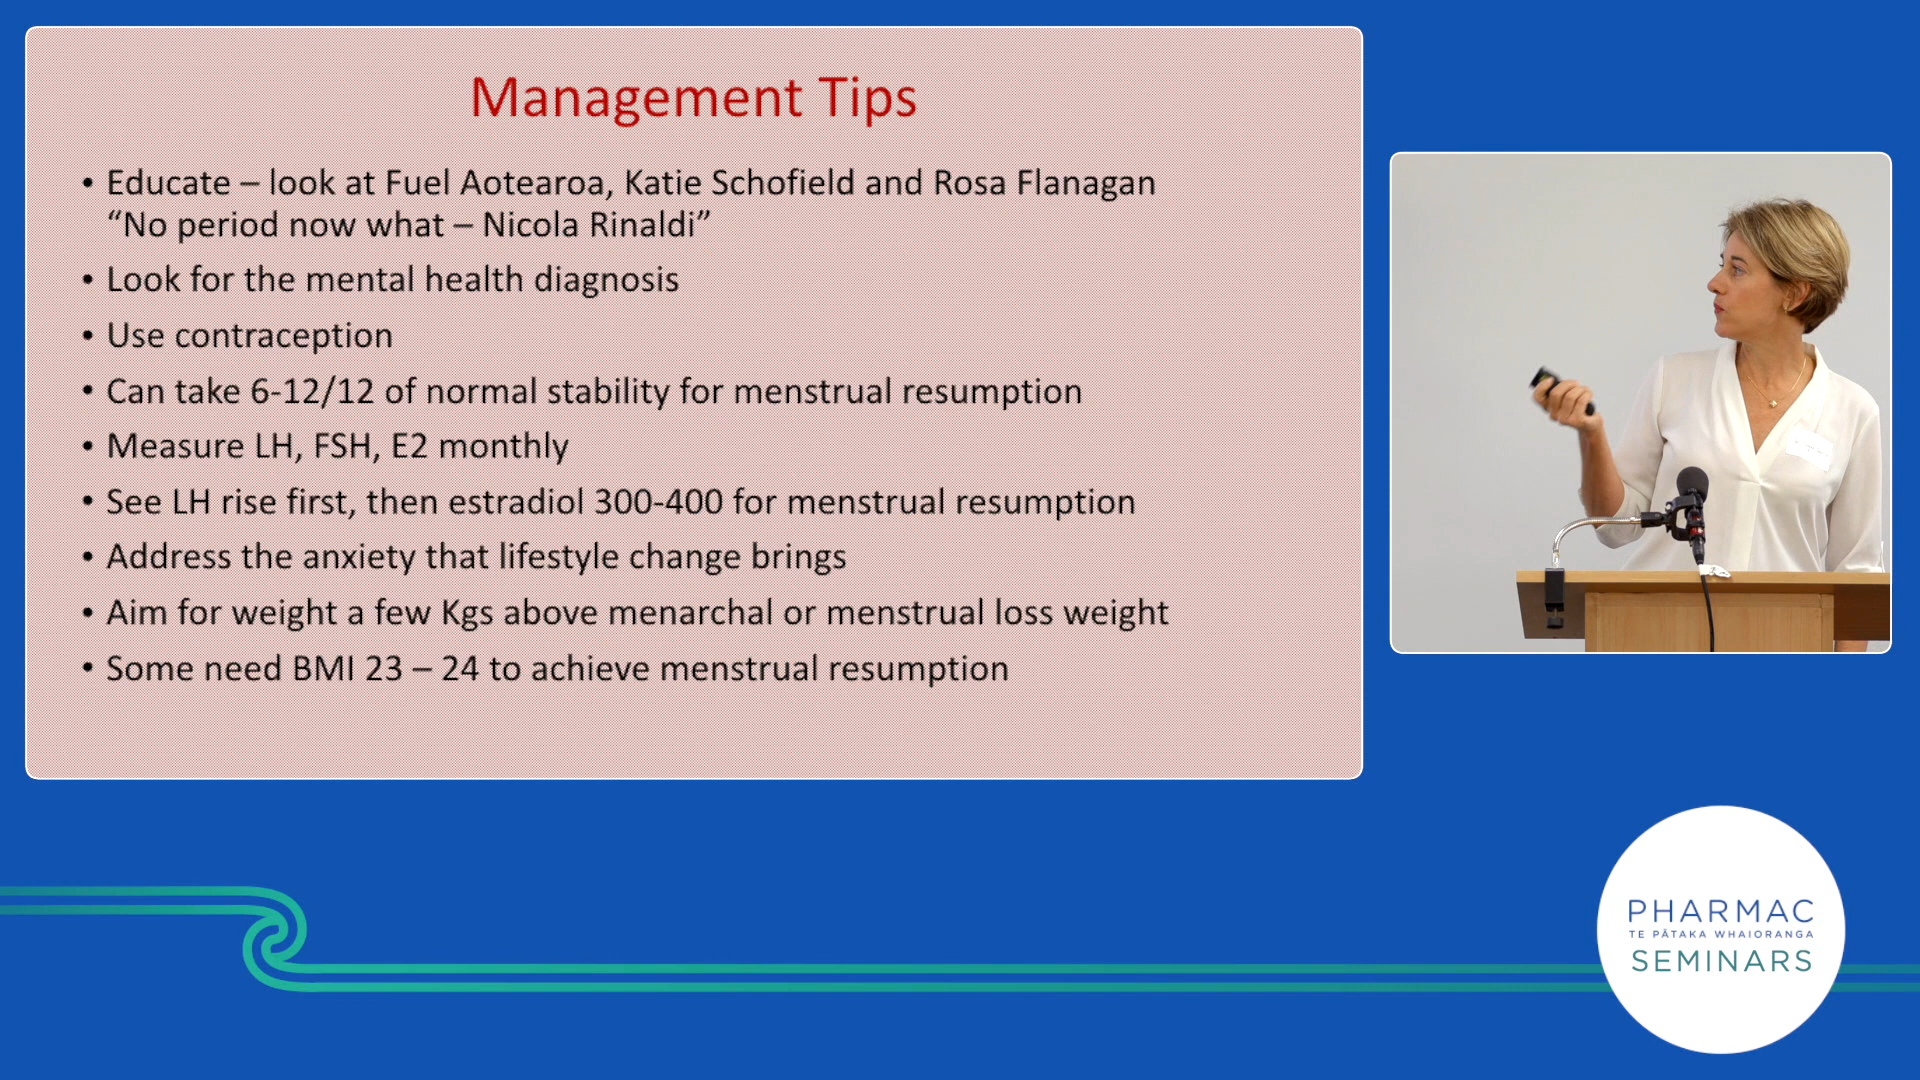 Management Tips
• Educate – look at Fuel Aotearoa, Katie Schofield and Rosa Flanagan
“No period now what – Nicola Rinaldi”
• Look for the mental health diagnosis
• Use contraception
• Can take 6-12/12 of normal stability for menstrual resumption
• Measure LH, FSH, E2 monthly
• See LH rise first, then estradiol 300-400 for menstrual resumption
• Address the anxiety that lifestyle change brings
• Aim for weight a few Kgs above menarchal or menstrual loss weight
• Some need BMI 23 – 24 to achieve menstrual resumption
PHARMAC
TE PĀTAKA WHAIORANGA
SEMINARS